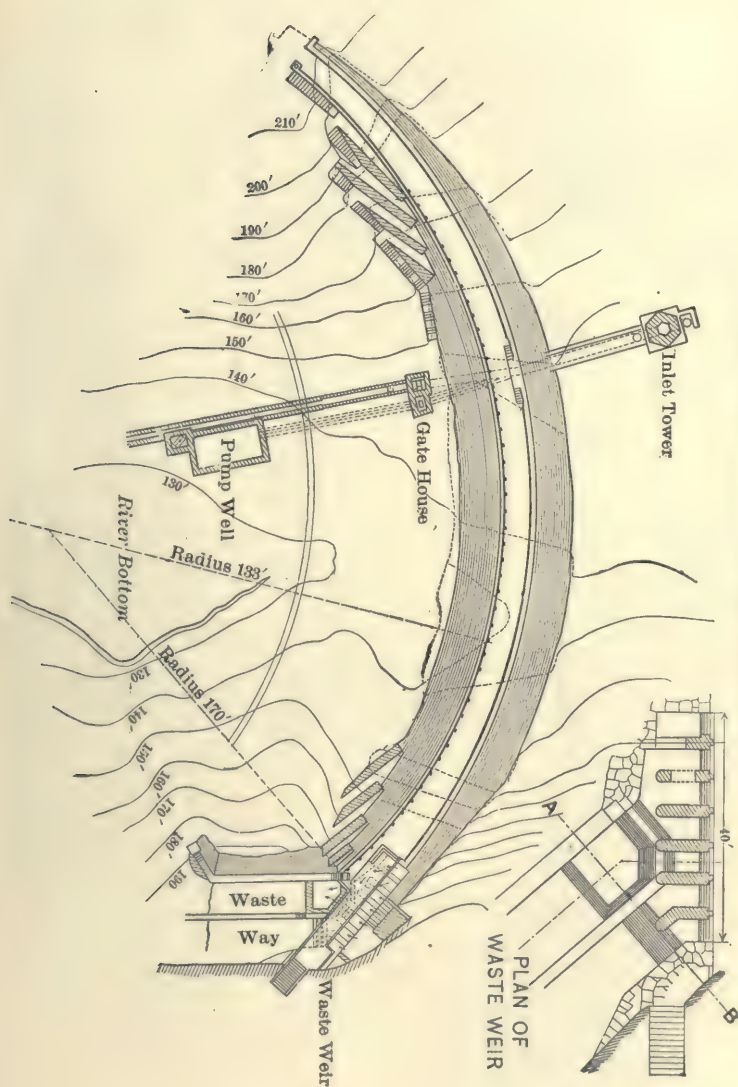 210′
200′
190′
180′
170′
160′
150′
140′
130′
Inlet Tower
Gate House
Pump Well
River Bottom
Radius 133′
Radius 170′
130′
140′
150′
160′
170′
180′
190
Waste
Way
Waste Weir
40′
A
B
PLAN OF
WASTE WEIR